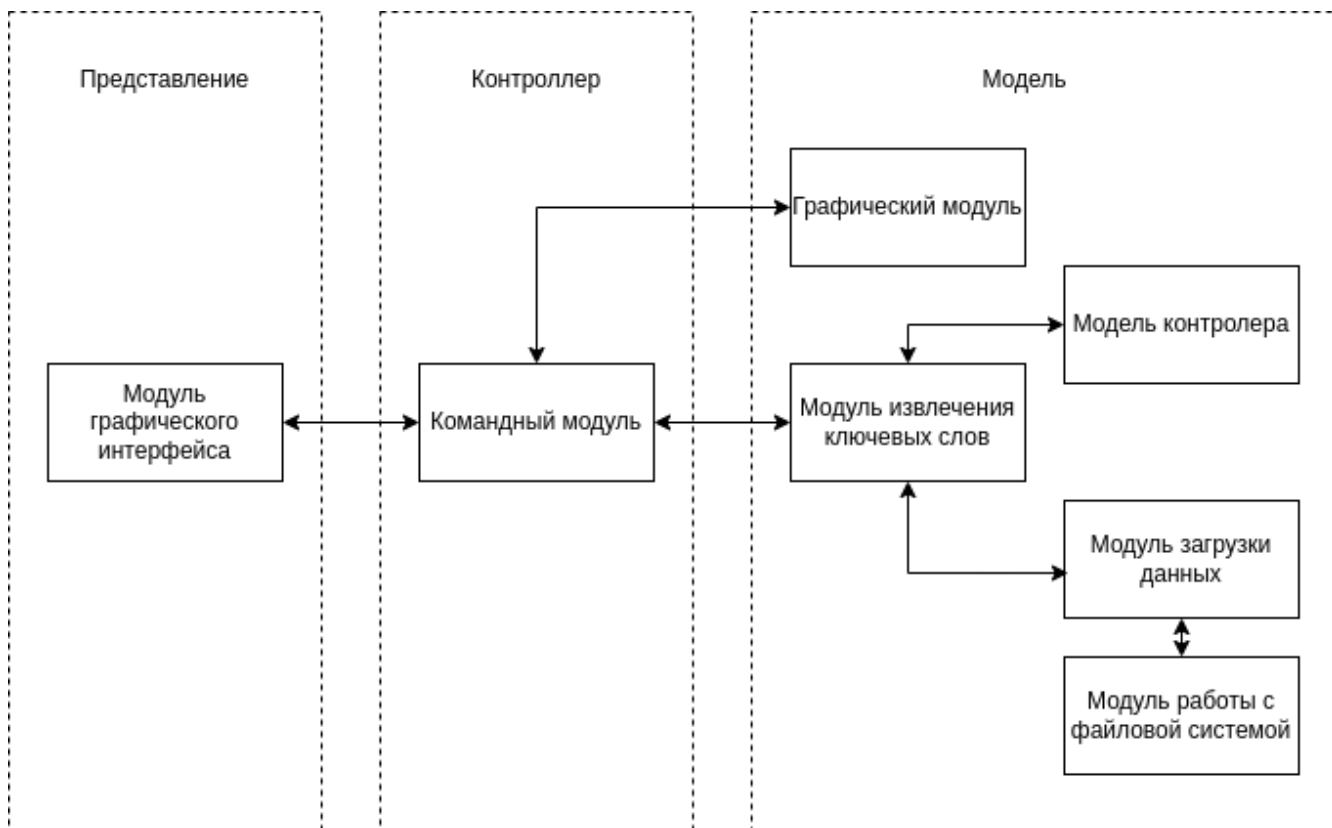 Представление
Контроллер
Модель
Графический модуль
Модель контролера
Модуль
графического
интерфейса
Командный модуль
Модуль извлечения
ключевых слов
Модуль загрузки
данных
Модуль работы с
файловой системой